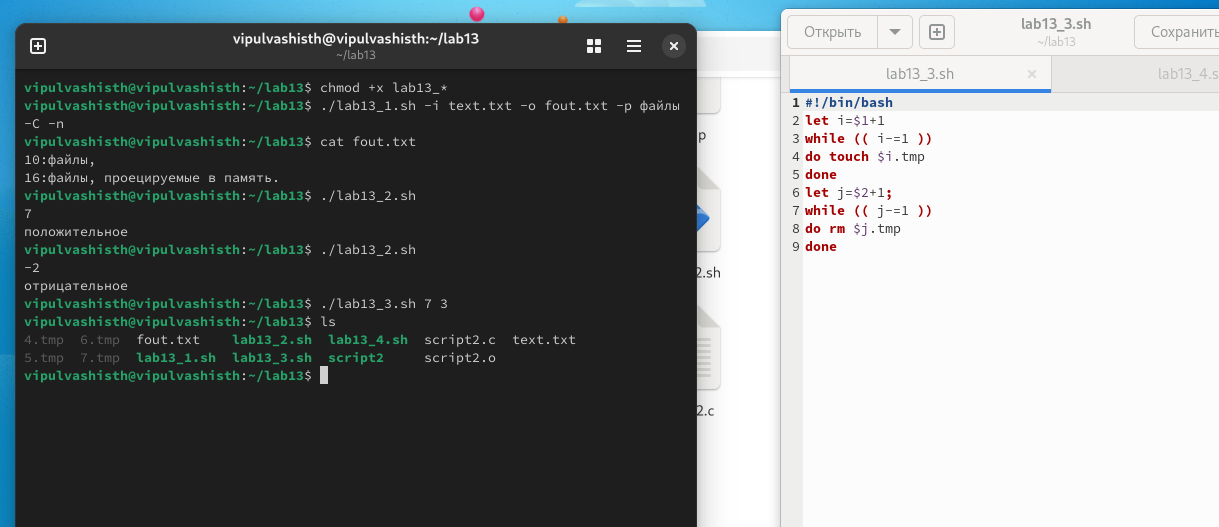 vipulvashisth@vipulvashisth:~/lab13
~/lab13
vipulvashisth@vipulvashisth:~/lab13$ chmod +x lab13_*
vipulvashisth@vipulvashisth:~/lab13$ ./lab13_1.sh -i text.txt -o fout.txt -p файлы
-C -n
vipulvashisth@vipulvashisth:~/lab13$ cat fout.txt
10:файлы,
16:файлы, проецируемые в память.
vipulvashisth@vipulvashisth:~/lab13$ ./lab13_2.sh
7
положительное
vipulvashisth@vipulvashisth:~/lab13$ ./lab13_2.sh
-2
отрицательное
vipulvashisth@vipulvashisth:~/lab13$ ./lab13_3.sh 7 3
vipulvashisth@vipulvashisth:~/lab13$ ls
4.tmp 6.tmp fout.txt lab13_2.sh lab13_4.sh script2.c text.txt
5.tmp 7.tmp lab13_1.sh lab13_3.sh script2 script2.o
vipulvashisth@vipulvashisth:~/lab13$
p
2.sh
2.c
Открыть
lab13_3.sh
~/lab13
Сохранить
lab13_3.sh
lab13_4.s
1 #!/bin/bash
2 let i=$1+1
3 while (( i-=1 ))
4 do touch $i.tmp
5 done
6 let j=$2+1;
7 while (( j-=1 ))
8 do rm $j.tmp
9 done